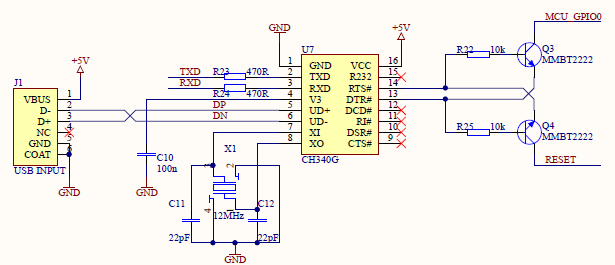 MCU_GPIO0
GND
+5V
U7
Q3
MMBT2222
R22
10k
+5V
1
GND
VCC
16
TXD
R23
470R
2
TXD
R232
15
RXD
R24
470R
3
RXD
RTS#
14
4
V3
DTR#
13
DP
5
UD+
DCD#
12
DN
6
UD-
RI#
11
7
XI
DSR#
10
8
XO
CTS#
9
CH340G
J1
VBUS
1
D-
2
D+
3
NC
4
GND
5
COAT
6
USB INPUT
GND
R25
10k
Q4
MMBT2222
RESET
C10
100n
GND
X1
3
2
4
1
12MHz
C11
22pF
C12
22pF
GND